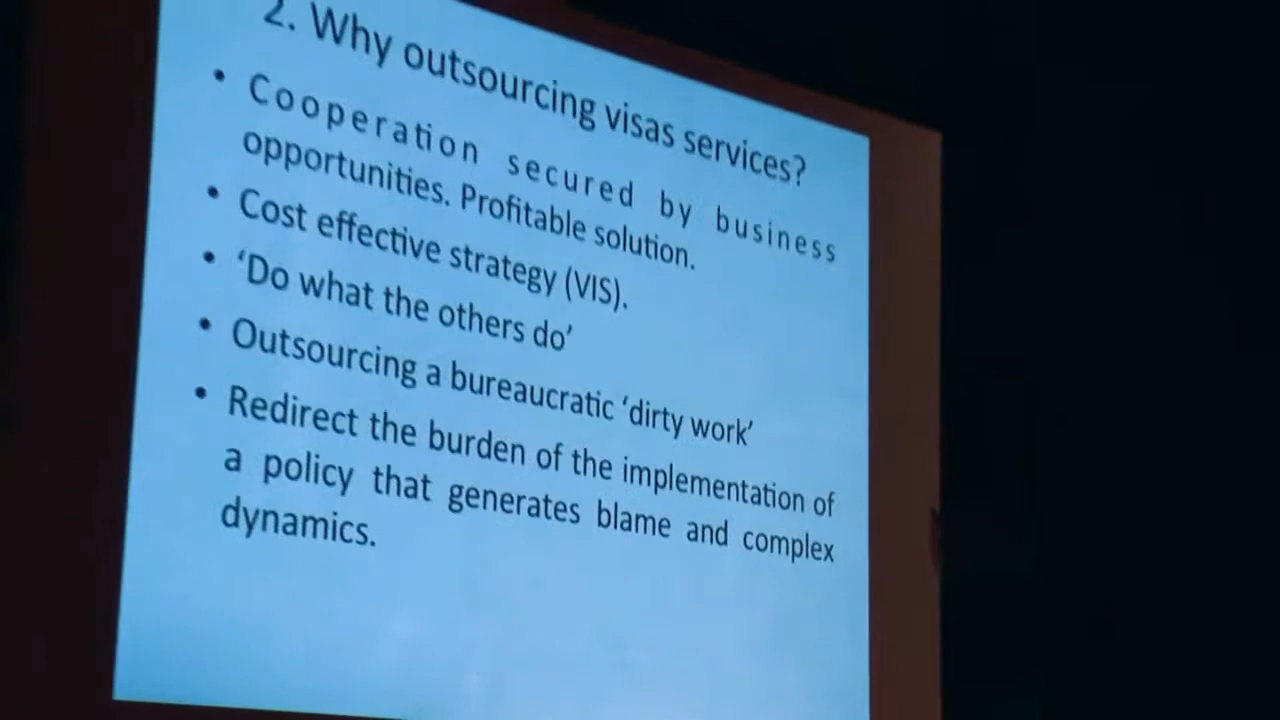 2. Why outsourcing visas services?
• Cooperation secured by business
opportunities. Profitable solution.
• Cost effective strategy (VIS).
• ‘Do what the others do’
• Outsourcing a bureaucratic ‘dirty work’
• Redirect the burden of the implementation of
a policy that generates blame and complex
dynamics.